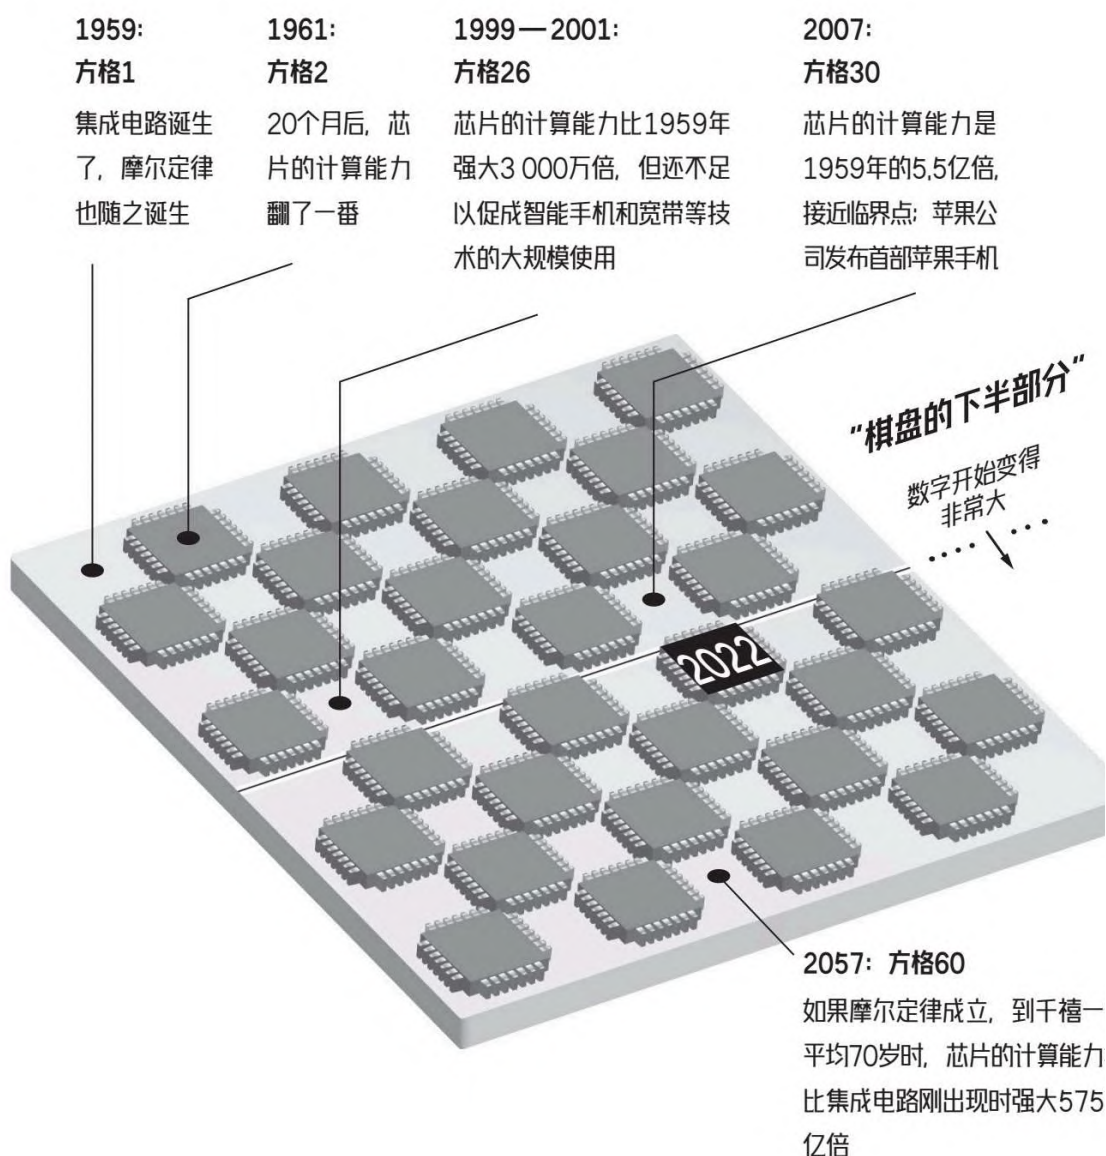 1959:
方格1
集成电路诞生
了，摩尔定律
也随之诞生
1961:
方格2
20个月后，芯
片的计算能力
翻了一番
1999—2001:
方格26
芯片的计算能力比1959年
强大3 000万倍，但还不足
以促成智能手机和宽带等技
术的大规模使用
2007:
方格30
芯片的计算能力是
1959年的5,5亿倍，
接近临界点；苹果公
司发布首部苹果手机
“棋盘的下半部分”
数字开始变得
非常大
2022
2057：方格60
如果摩尔定律成立，到千禧一
平均70岁时，芯片的计算能力
比集成电路刚出现时强大575
亿倍